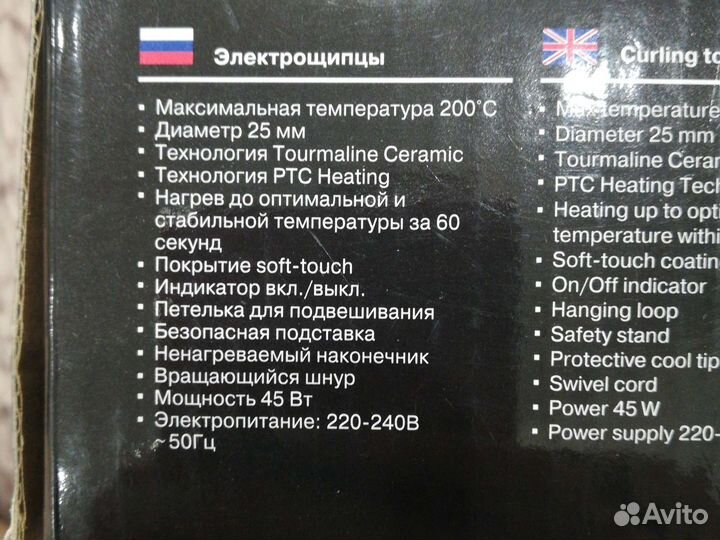 Электрощипцы
• Максимальная температура 200°С
• Диаметр 25 мм
• Технология Tourmaline Ceramic
• Технология PTC Heating
• Нагрев до оптимальной и
стабильной температуры за 60
секунд
• Покрытие soft-touch
• Индикатор вкл./выкл.
• Петелька для подвешивания
• Безопасная подставка
• Ненагреваемый наконечник
• Вращающийся шнур
• Мощность 45 Вт
• Электропитание: 220-240В
~ 50Гц
Curling to
• Max temperature
• Diameter 25 mm
• Tourmaline Ceram
• PTC Heating Tech
• Heating up to opti
temperature withi
• Soft-touch coating
• On/Off indicator
• Hanging loop
• Safety stand
• Protective cool tip
• Swivel cord
• Power 45 W
• Power supply 220-
Avito